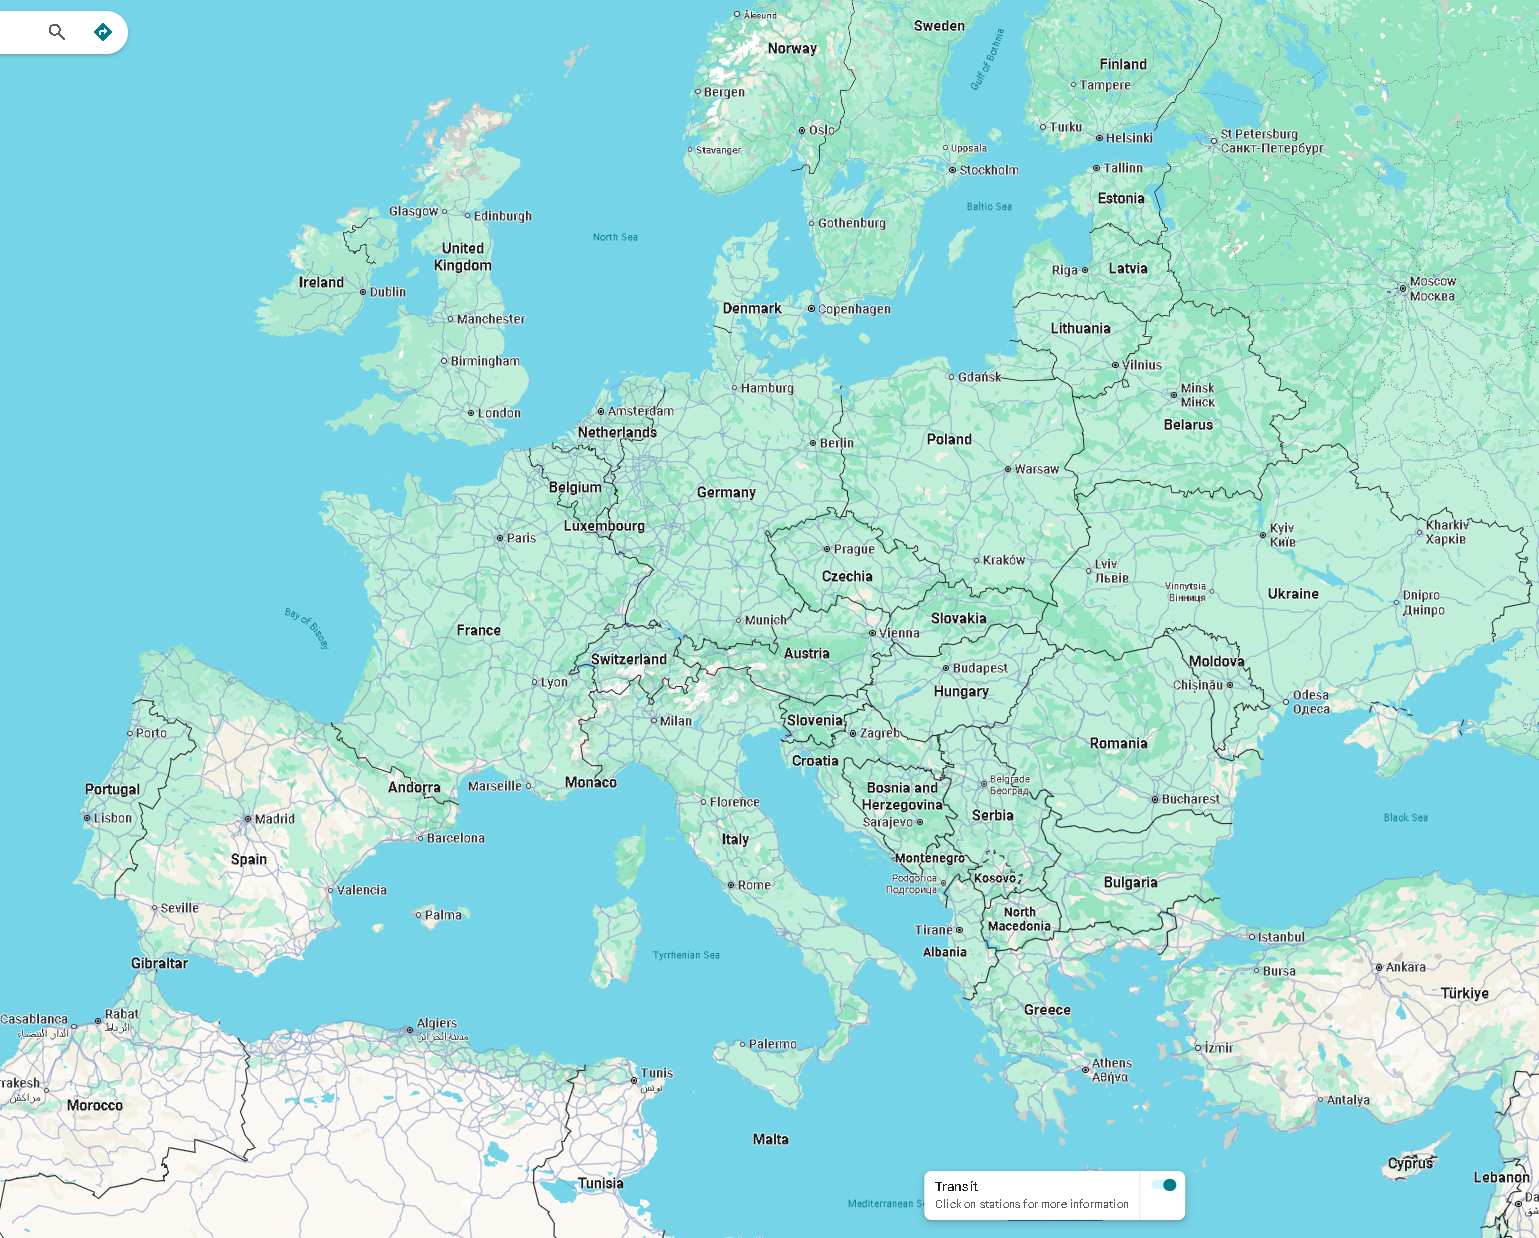 Ålesund
Norway
Sweden
Gulf of Bothnia
Finland
Tampere
Bergen
Oslo
Turku
Helsinki
St Petersburg
Санкт-Петербург
Stavanger
Uppsala
Stockholm
Tallinn
Estonia
Baltic Sea
Glasgow
Edinburgh
Gothenburg
North Sea
United
Kingdom
Ireland
Dublin
Riga
Latvia
Moscow
Москва
Denmark
Copenhagen
Manchester
Lithuania
Birmingham
Vilnius
Gdańsk
Hamburg
Minsk
Мінск
London
Amsterdam
Netherlands
Berlin
Poland
Belarus
Warsaw
Belgium
Germany
Luxembourg
Paris
Prague
Czechia
Kraków
Lviv
Львів
Kyiv
Київ
Kharkiv
Харків
Vinnytsia
Вінниця
Ukraine
Dnipro
Дніпро
Bay of Biscay
France
Munich
Vienna
Slovakia
Switzerland
Austria
Budapest
Hungary
Moldova
Chișinău
Lyon
Odesa
Одеса
Milan
Slovenia
Zagreb
Porto
Croatia
Romania
Portugal
Andorra
Marseille
Monaco
Bosnia and
Herzegovina
Belgrade
Београд
Bucharest
Florence
Lisbon
Madrid
Sarajevo
Serbia
Black Sea
Barcelona
Italy
Spain
Montenegro
Valencia
Rome
Podgorica
Подгорица
Kosovo
Bulgaria
Seville
Palma
North
Macedonia
Tirane
Albania
Istanbul
Tyrrhenian Sea
Gibraltar
Bursa
Ankara
Türkiye
Casablanca
الدار البيضاء
Rabat
الرباط
Algiers
مدينة الجزائر
Greece
Palermo
İzmir
Athens
Αθήνα
Tunis
تونس
rrakesh
مراكش
Morocco
Antalya
Malta
Cyprus
Tunisia
Lebanon
Transit
Click on stations for more information
Mediterranean Se
Da